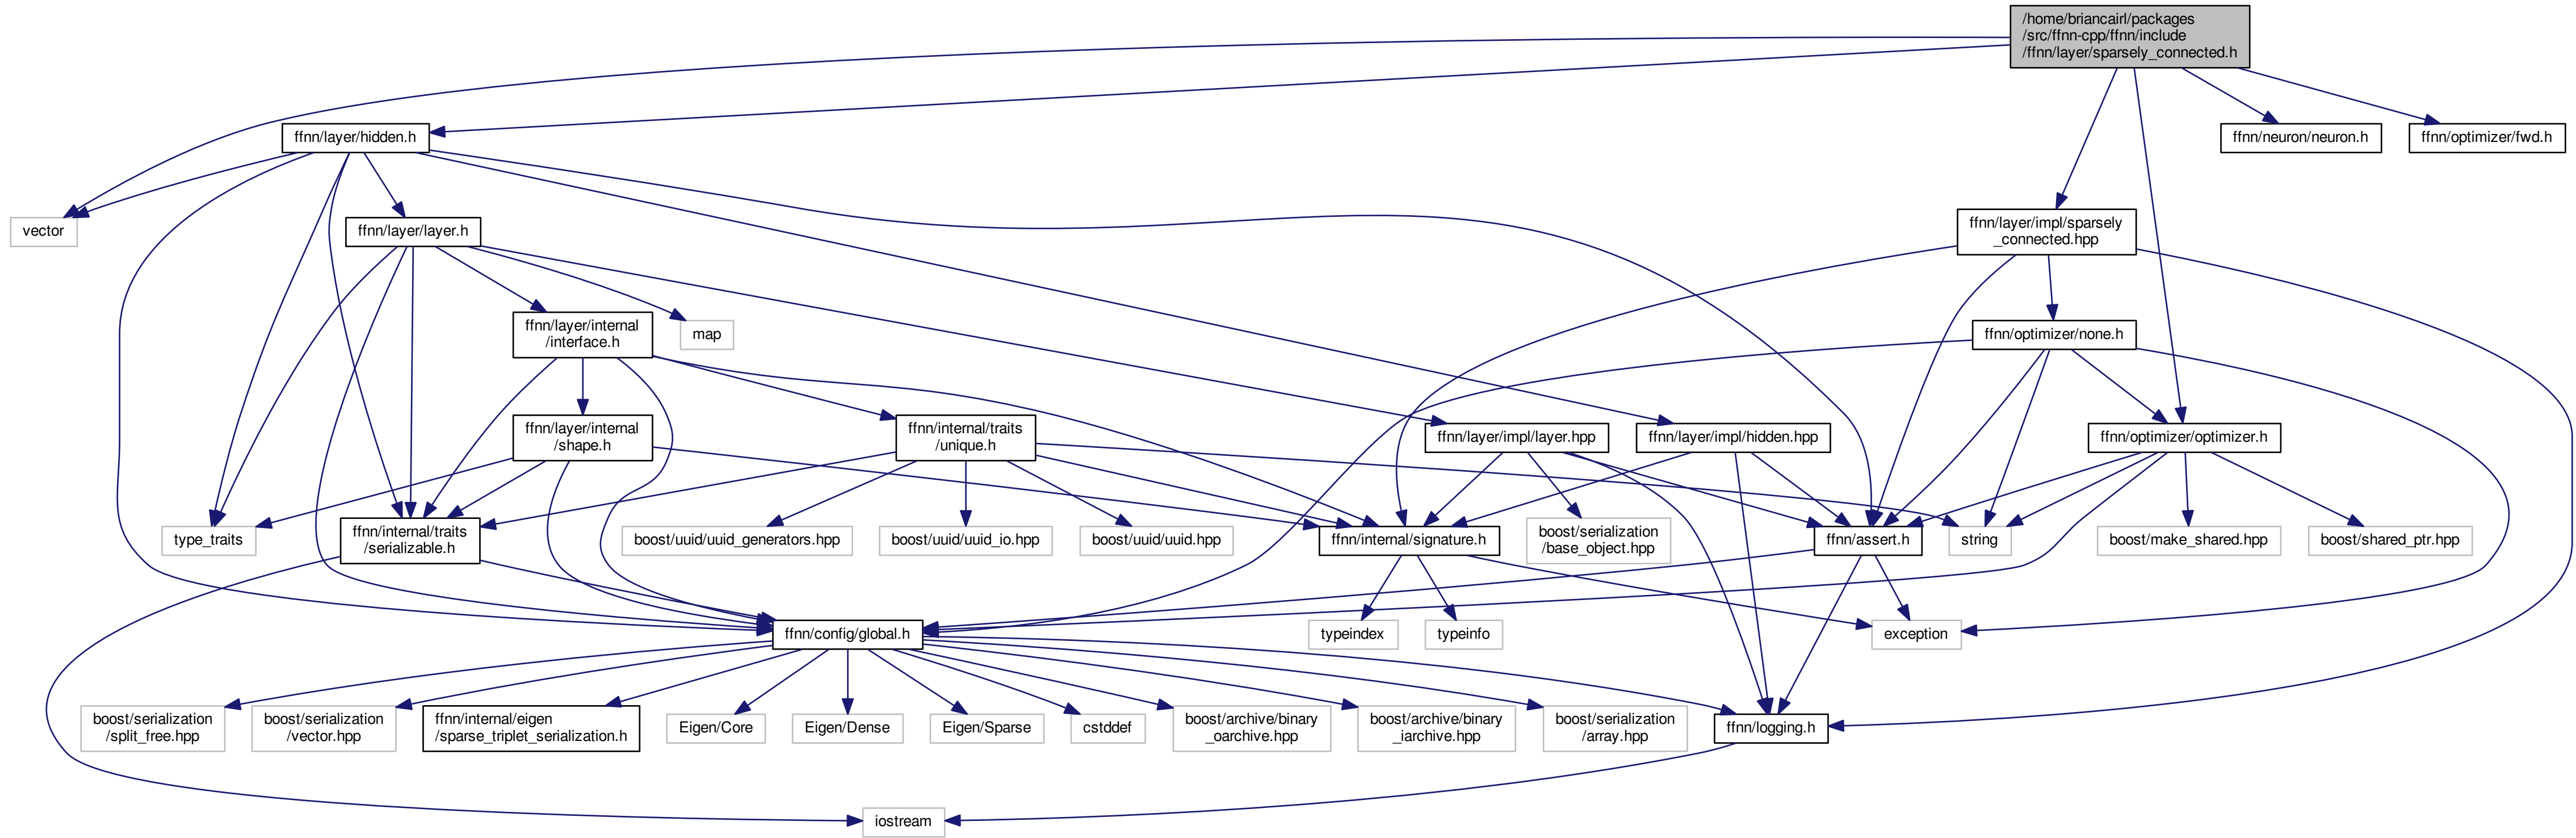 /home/briancairl/packages
/src/ffnn-cpp/ffnn/include
/ffnn/layer/sparsely_connected.h
ffnn/layer/hidden.h
ffnn/neuron/neuron.h
ffnn/optimizer/fwd.h
vector
ffnn/layer/layer.h
ffnn/layer/impl/sparsely
_connected.hpp
ffnn/layer/internal
/interface.h
map
ffnn/optimizer/none.h
ffnn/layer/internal
/shape.h
ffnn/internal/traits
/unique.h
ffnn/layer/impl/layer.hpp
ffnn/layer/impl/hidden.hpp
ffnn/optimizer/optimizer.h
type_traits
ffnn/internal/traits
/serializable.h
boost/uuid/uuid_generators.hpp
boost/uuid/uuid_io.hpp
boost/uuid/uuid.hpp
ffnn/internal/signature.h
boost/serialization
/base_object.hpp
ffnn/assert.h
string
boost/make_shared.hpp
boost/shared_ptr.hpp
ffnn/config/global.h
typeindex
typeinfo
exception
boost/serialization
/split_free.hpp
boost/serialization
/vector.hpp
ffnn/internal/eigen
/sparse_triplet_serialization.h
Eigen/Core
Eigen/Dense
Eigen/Sparse
cstddef
boost/archive/binary
_oarchive.hpp
boost/archive/binary
_iarchive.hpp
boost/serialization
/array.hpp
ffnn/logging.h
iostream